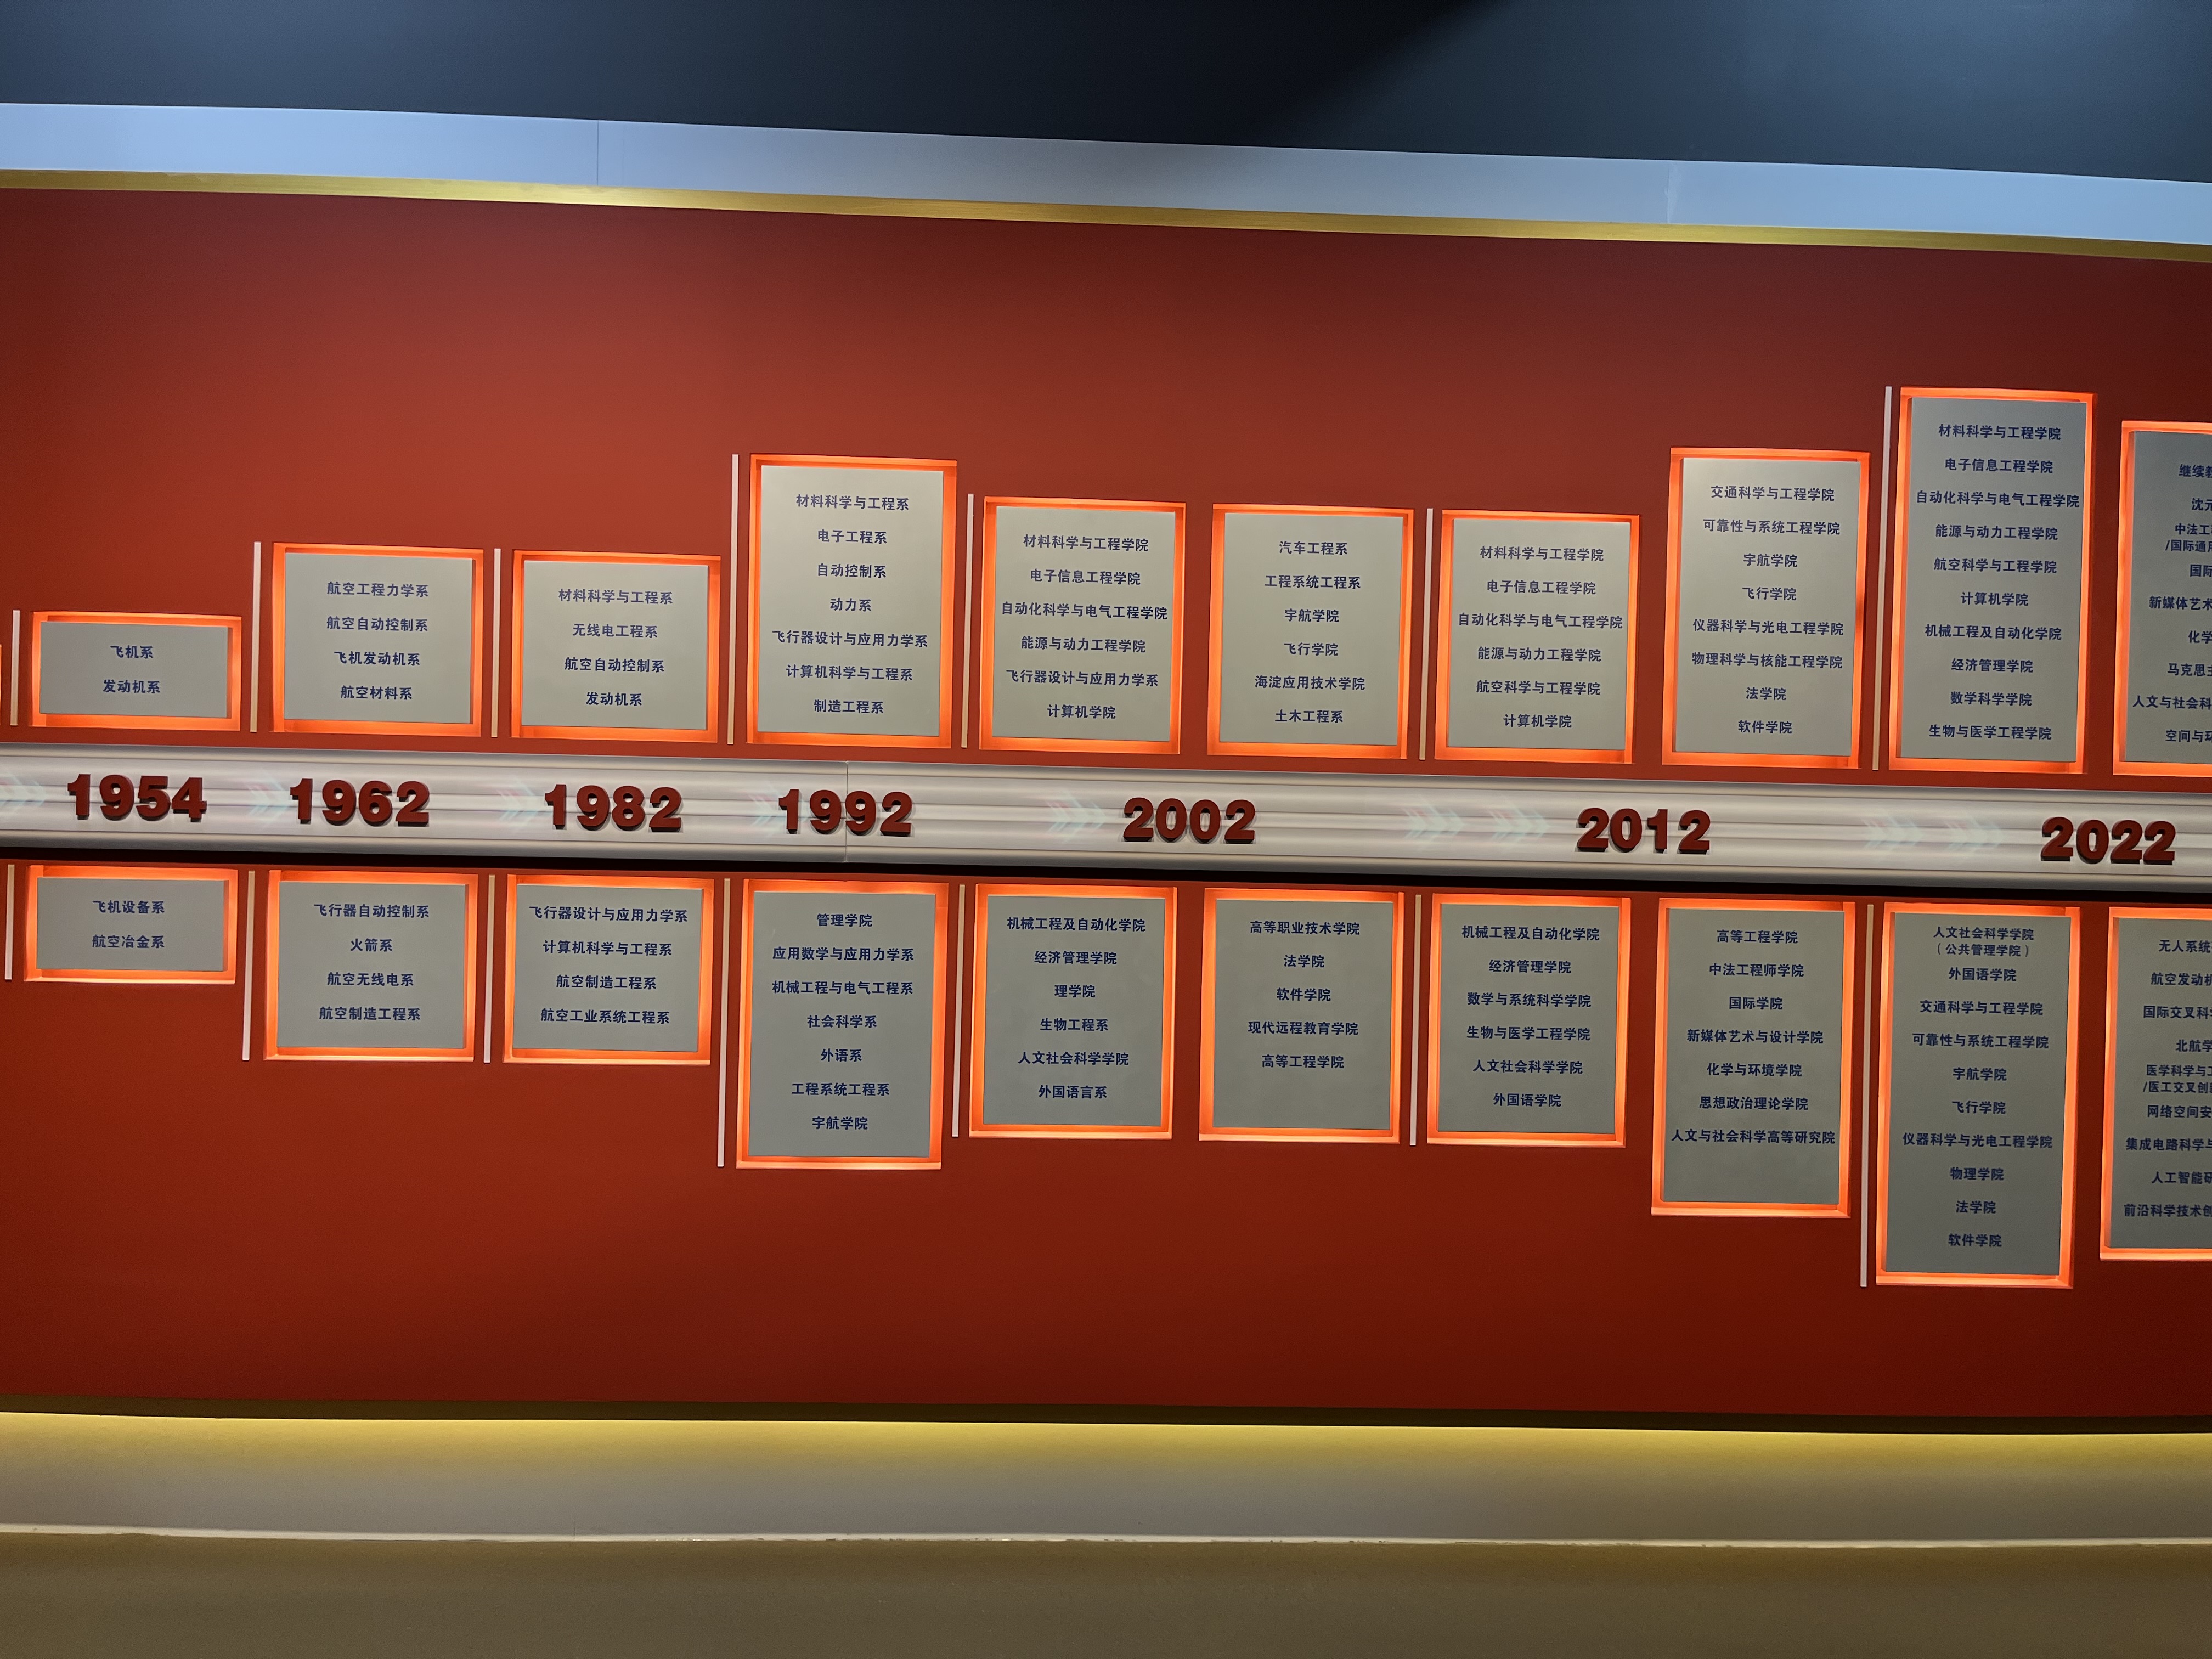 飞机系
发动机系
1954
飞机设备系
航空冶金系
航空工程力学系
航空自动控制系
飞机发动机系
航空材料系
1962
飞行器自动控制系
火箭系
航空无线电系
航空制造工程系
材料科学与工程系
无线电工程系
航空自动控制系
发动机系
1982
飞行器设计与应用力学系
计算机科学与工程系
航空制造工程系
航空工业系统工程系
材料科学与工程系
电子工程系
自动控制系
动力系
飞行器设计与应用力学系
计算机科学与工程系
制造工程系
1992
管理学院
应用数学与应用力学系
机械工程与电气工程系
社会科学系
外语系
工程系统工程系
宇航学院
材料科学与工程学院
电子信息工程学院
自动化科学与电气工程学院
能源与动力工程学院
飞行器设计与应用力学系
计算机学院
汽车工程系
工程系统工程系
宇航学院
飞行学院
海淀应用技术学院
土木工程系
2002
机械工程及自动化学院
经济管理学院
理学院
生物工程系
人文社会科学学院
外国语言系
高等职业技术学院
法学院
软件学院
现代远程教育学院
高等工程学院
材料科学与工程学院
电子信息工程学院
自动化科学与电气工程学院
能源与动力工程学院
航空科学与工程学院
计算机学院
交通科学与工程学院
可靠性与系统工程学院
宇航学院
飞行学院
仪器科学与光电工程学院
物理科学与核能工程学院
法学院
软件学院
2012
机械工程及自动化学院
经济管理学院
数学与系统科学学院
生物与医学工程学院
人文社会科学学院
外国语学院
高等工程学院
中法工程师学院
国际学院
新媒体艺术与设计学院
化学与环境学院
思想政治理论学院
人文与社会科学高等研究院
材料科学与工程学院
电子信息工程学院
自动化科学与电气工程学院
能源与动力工程学院
航空科学与工程学院
计算机学院
机械工程及自动化学院
经济管理学院
数学科学学院
生物与医学工程学院
继续
沈元
中法工
/国际通
国际
新媒体艺术
化学
马克思
人文与社会科
空间与
2022
人文社会科学学院
（公共管理学院）
外国语学院
交通科学与工程学院
可靠性与系统工程学院
宇航学院
飞行学院
仪器科学与光电工程学院
物理学院
法学院
软件学院
无人系统
航空发动
国际交叉科
北航
医学科学与
/医工交叉创
网络空间安
集成电路科学与
人工智能
前沿科学技术